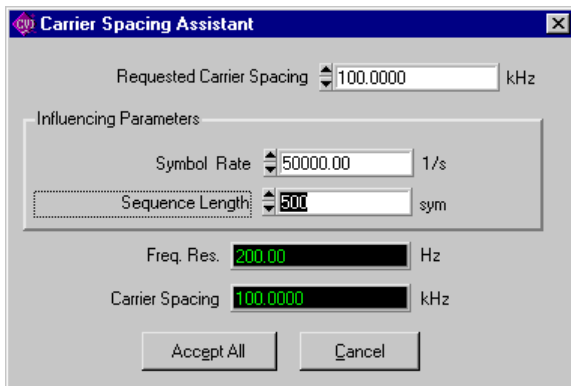 CVI Carrier Spacing Assistant
Requested Carrier Spacing 100.0000 kHz
Influencing Parameters
Symbol Rate 50000.00 1/s
Sequence Length 500 sym
Freq. Res. 200.00 Hz
Carrier Spacing 100.0000 kHz
Accept All Cancel